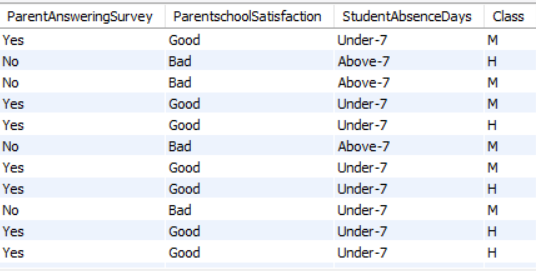 ParentAnsweringSurvey ParentschoolSatisfaction StudentAbsenceDays Class
Yes Good Under-7 M
No Bad Above-7 H
No Bad Above-7 M
Yes Good Under-7 M
Yes Good Under-7 H
No Bad Above-7 M
Yes Good Under-7 M
Yes Good Under-7 H
No Bad Under-7 M
Yes Good Under-7 H
Yes Good Under-7 H